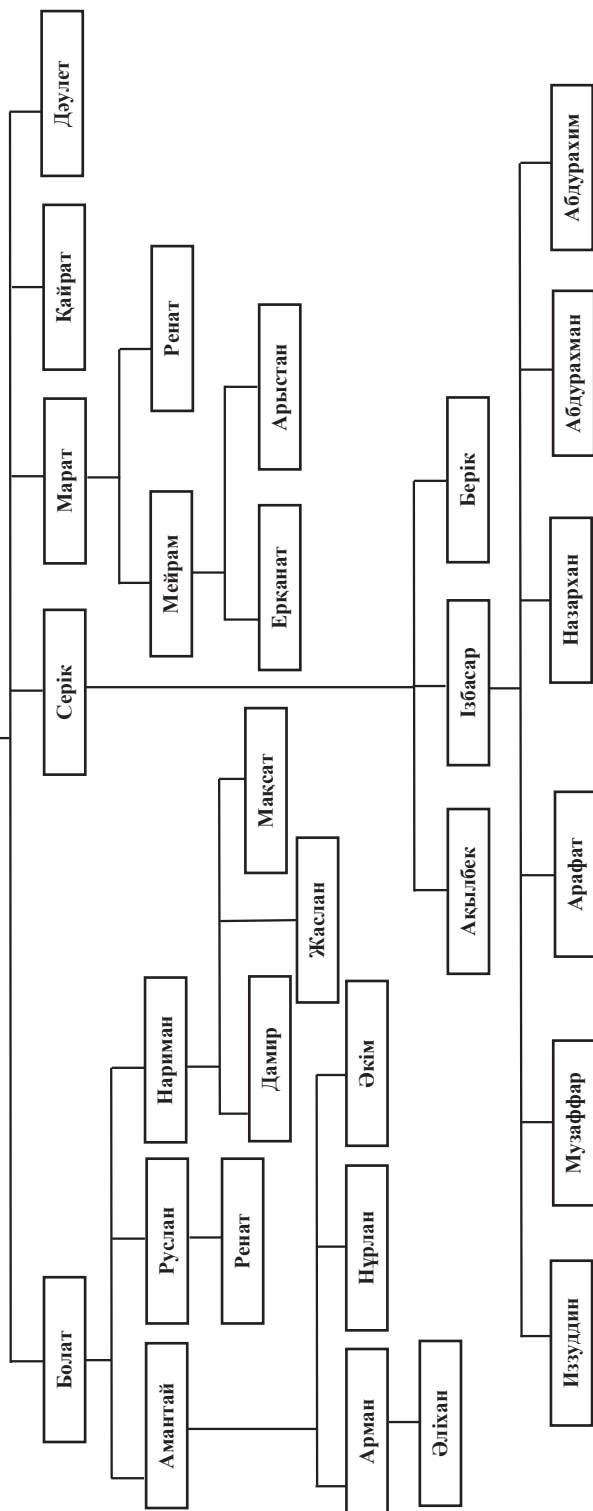 Болат
Серік
Марат
Қайрат
Дәулет
Амантай
Руслан
Нариман
Мейрам
Ренат
Ренат
Дамир
Мақсат
Ерқанат
Арыстан
Жаслан
Арман
Нұрлан
Әкім
Әліхан
Ақылбек
Ізбасар
Берік
Иззуддин
Музаффар
Арафат
Назархан
Абдурахман
Абдурахим